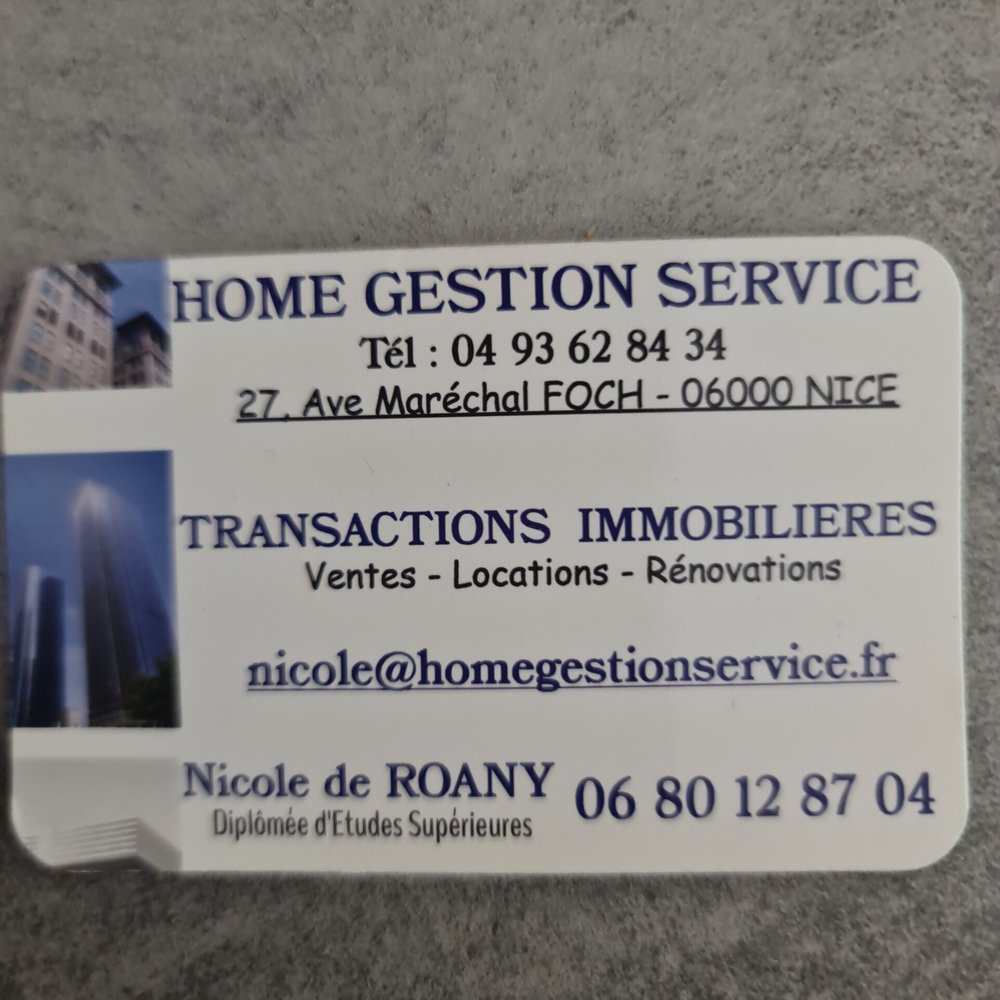 HOME GESTION SERVICE
Tél : 04 93 62 84 34
27, Ave Maréchal FOCH - 06000 NICE
TRANSACTIONS IMMOBILIERES
Ventes - Locations - Rénovations
nicole@homegestionservice.fr
Nicole de ROANY 06 80 12 87 04
Diplômée d'Etudes Supérieures